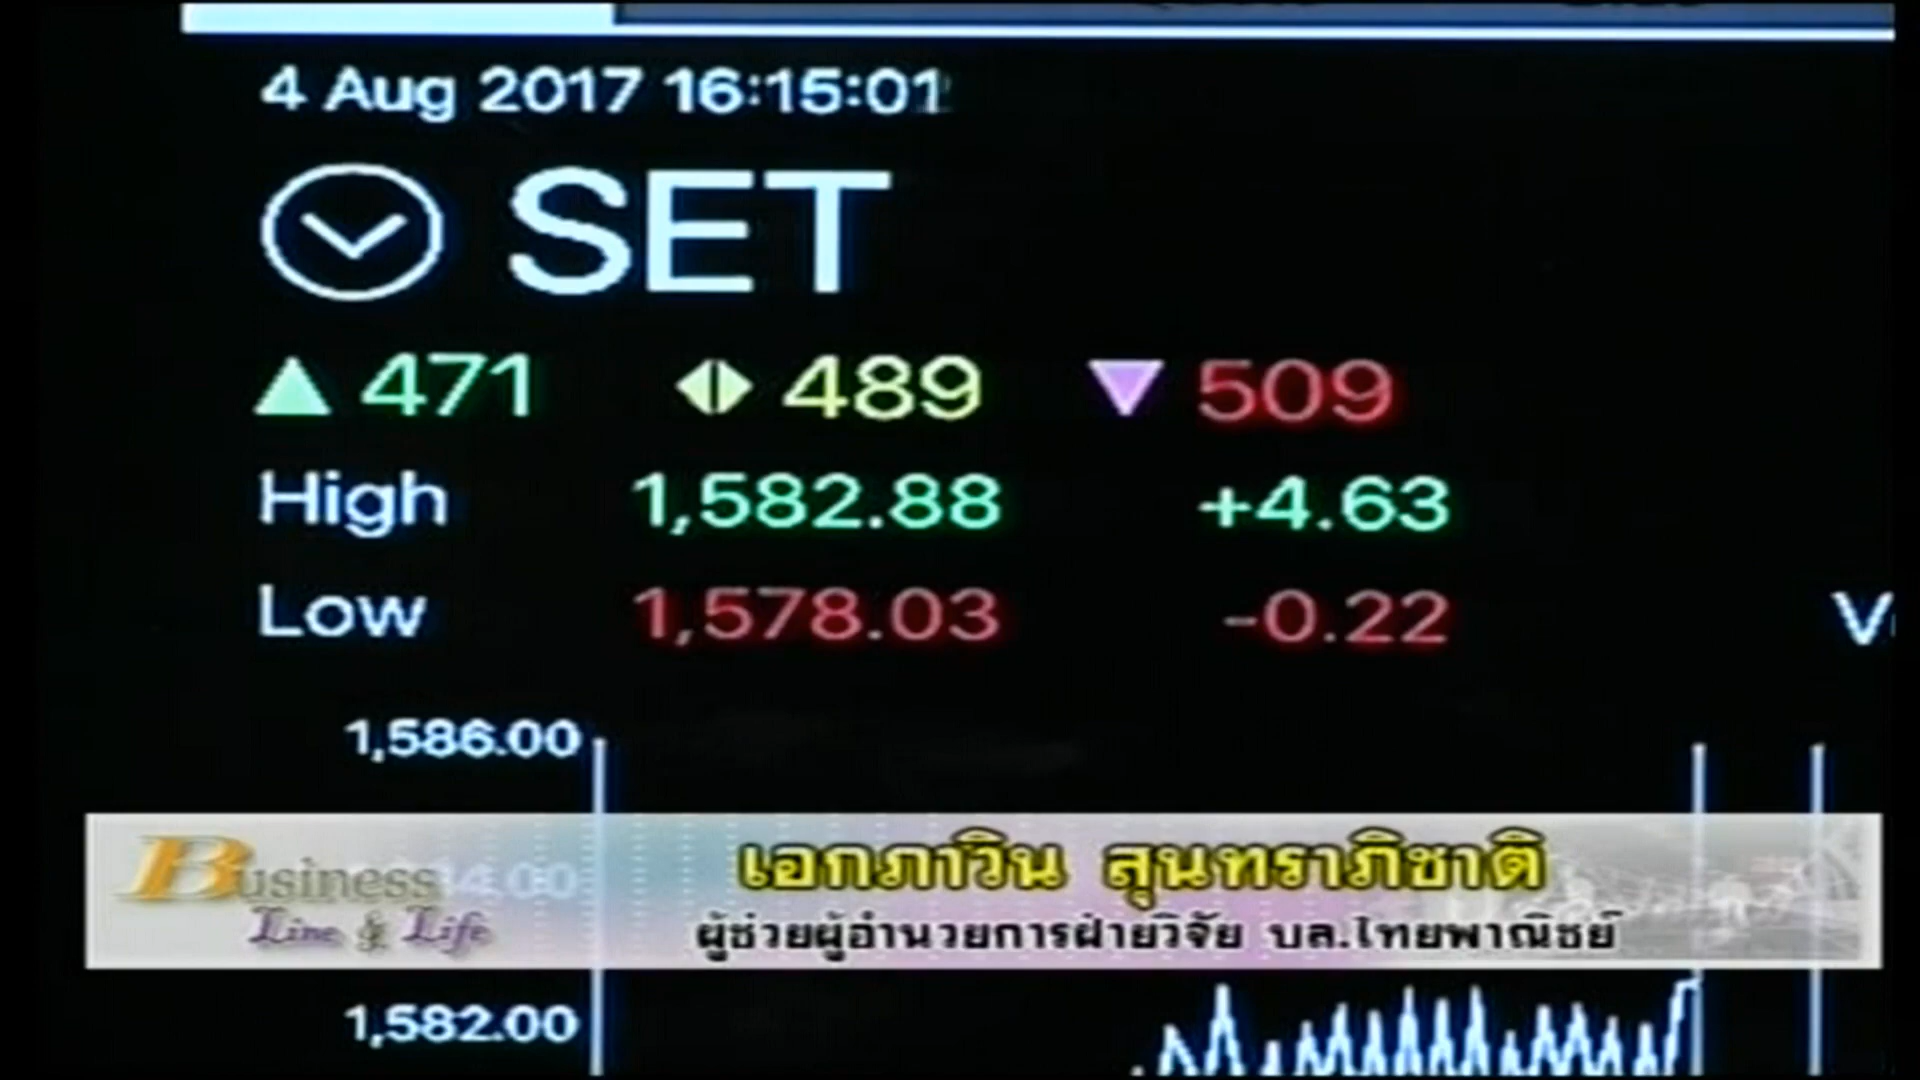 4 Aug 2017 16:15:01
SET
▲ 471 489 ▼ 509
High 1,582.88 +4.63
Low 1,578.03 -0.22
1,586.00
Business
Line & Life
เอกภาวิน สุนทราภิชาติ
ผู้ช่วยผู้อำนวยการฝ่ายวิจัย บล.ไทยพาณิชย์
1,582.00